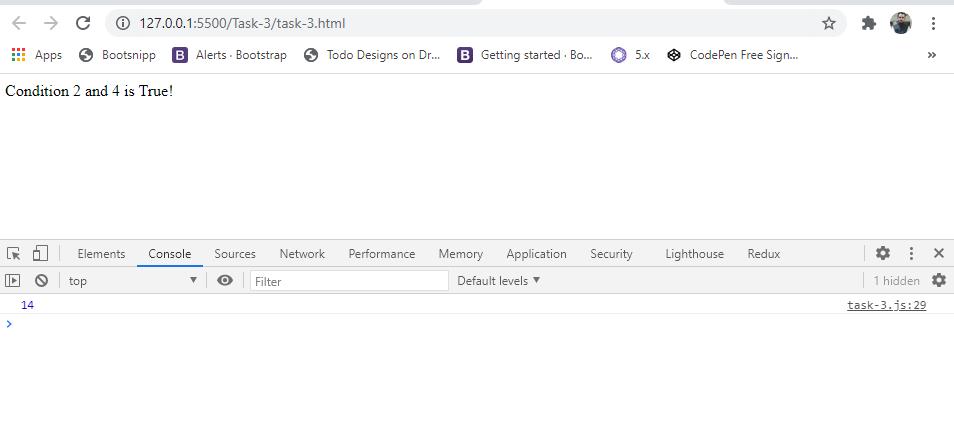 127.0.0.1:5500/Task-3/task-3.html
Apps Bootsnipp Alerts · Bootstrap Todo Designs on Dr... Getting started · Bo... 5.x CodePen Free Sign... »
Condition 2 and 4 is True!
Elements Console Sources Network Performance Memory Application Security Lighthouse Redux
top Filter Default levels 1 hidden
14 task-3.js:29